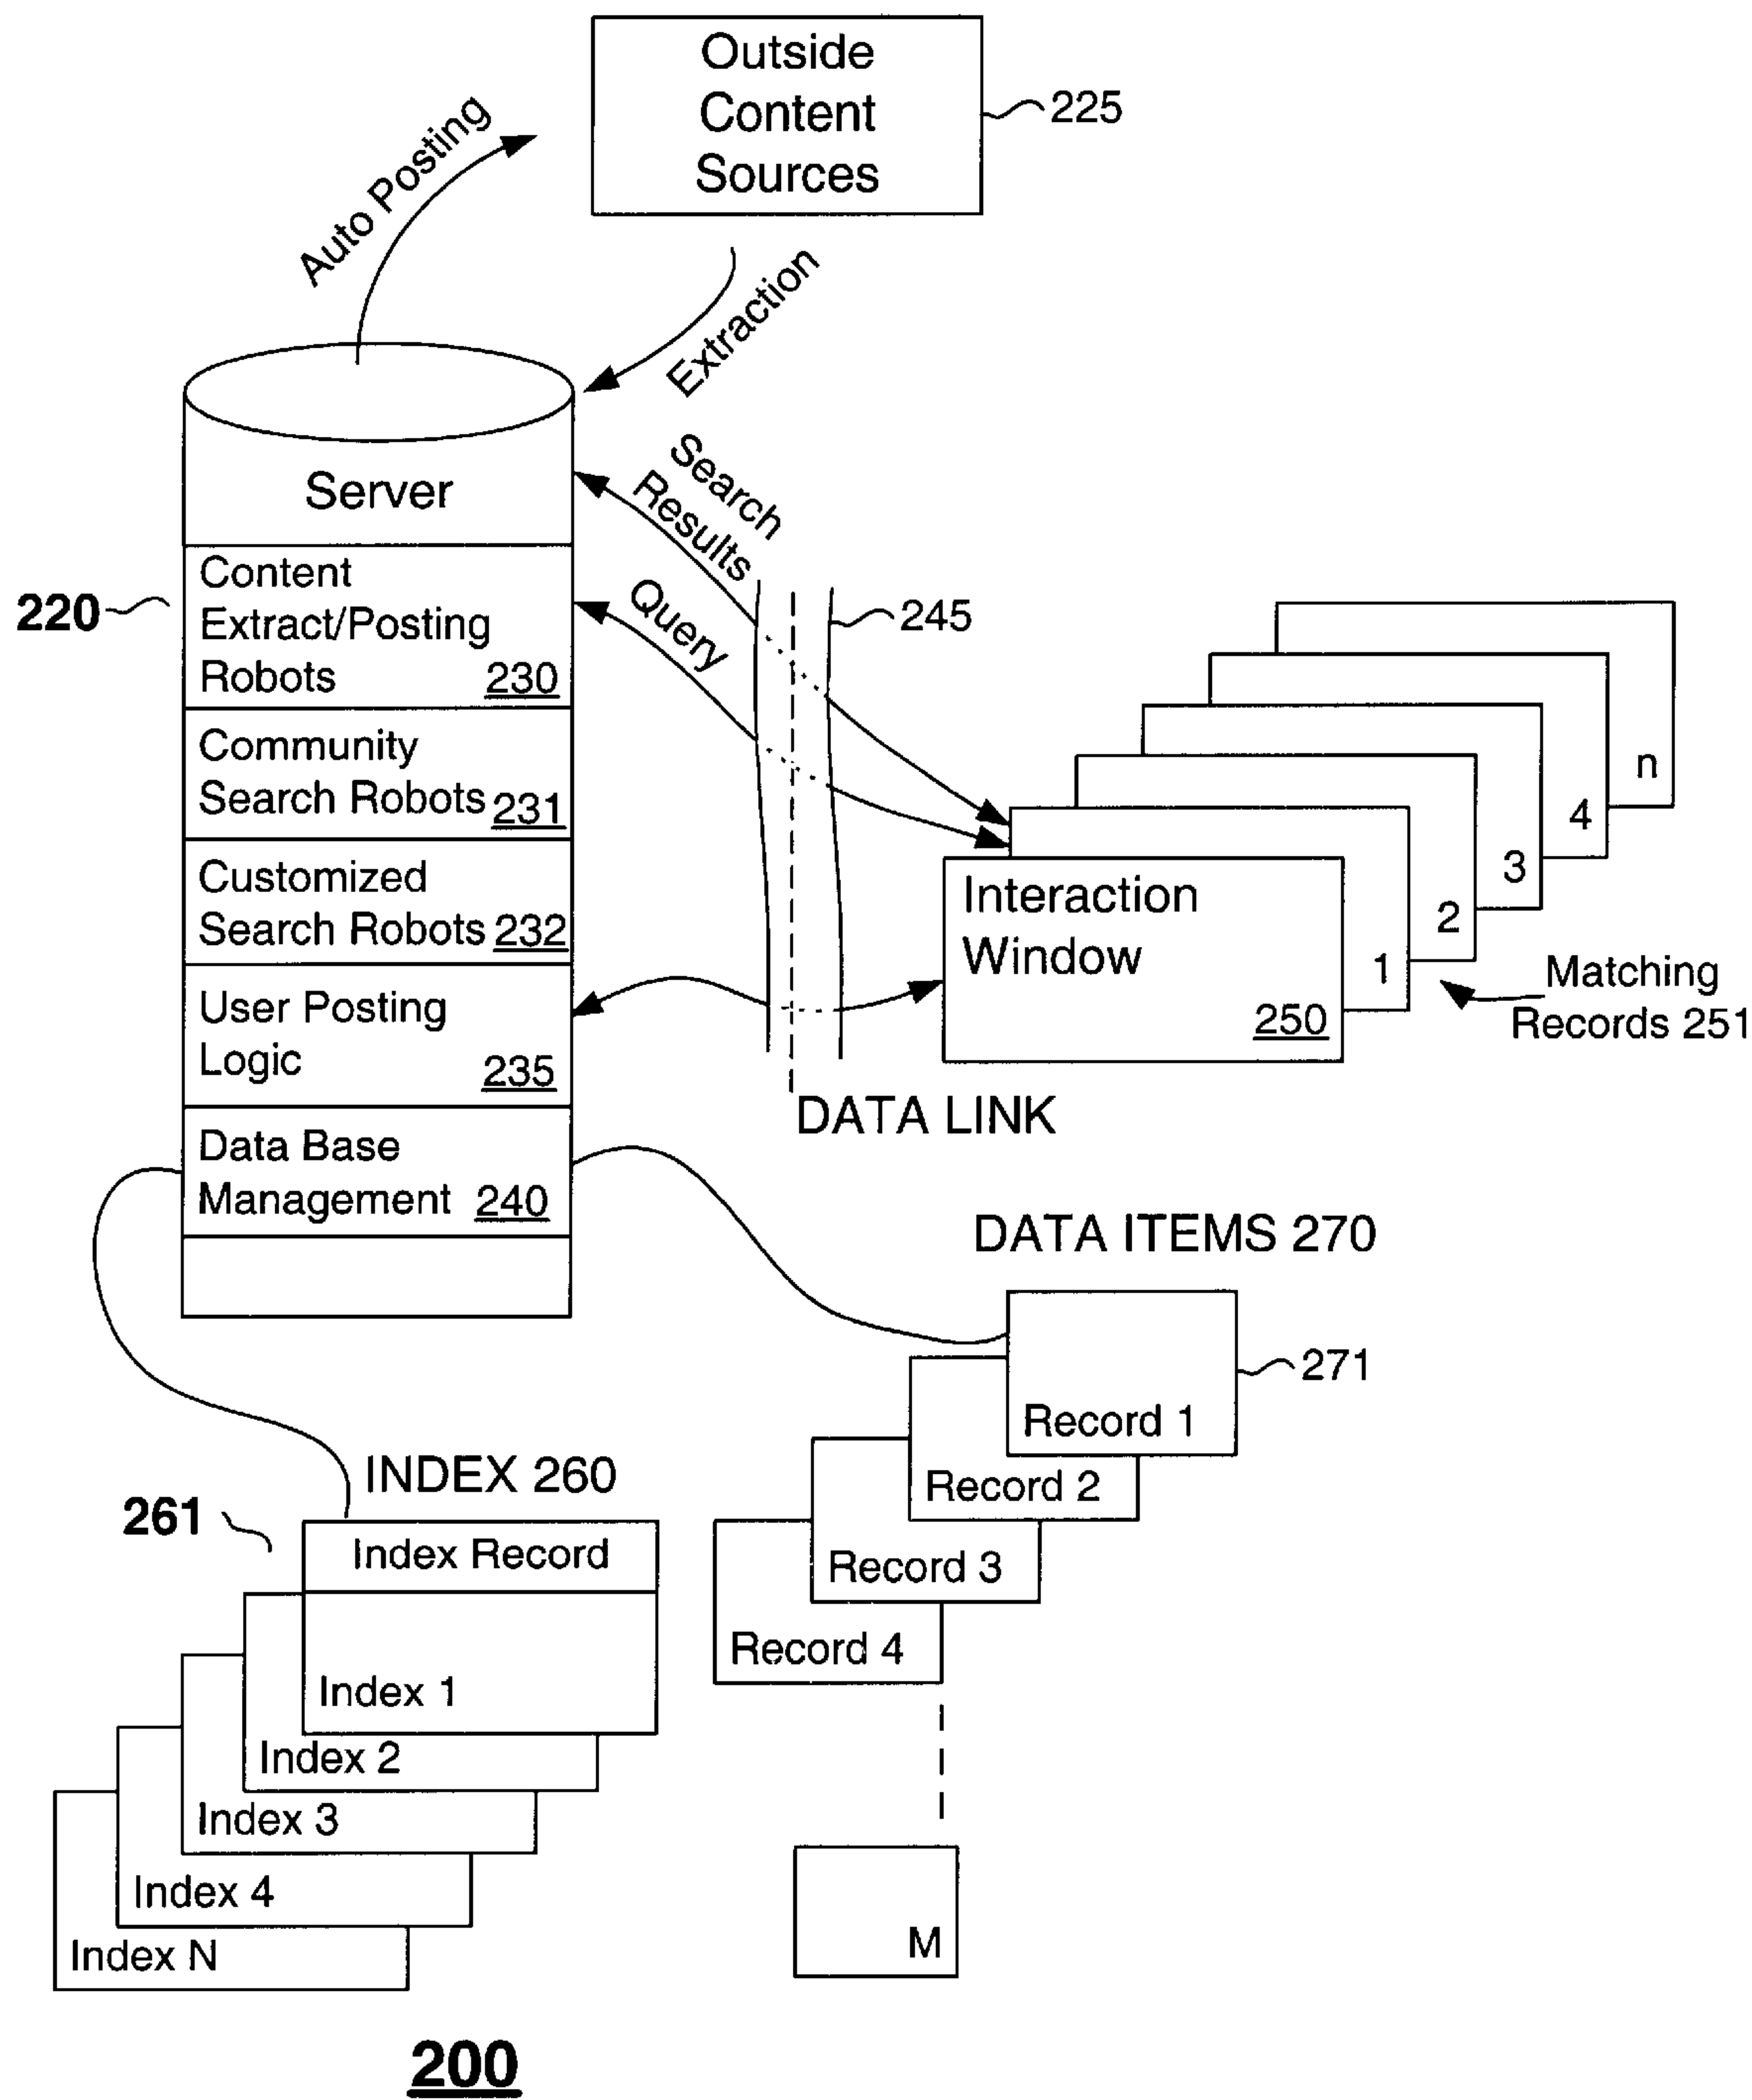 Outside
Content
Sources
225
Auto Posting
Extraction
Server
Search
Results
Query
220
Content
Extract/Posting
Robots 230
Community
Search Robots 231
Customized
Search Robots 232
User Posting
Logic 235
Data Base
Management 240
245
n
4
3
2
1
Interaction
Window
250
Matching
Records 251
DATA LINK
DATA ITEMS 270
271
Record 1
Record 2
Record 3
Record 4
M
INDEX 260
261
Index Record
Index 1
Index 2
Index 3
Index 4
Index N
200